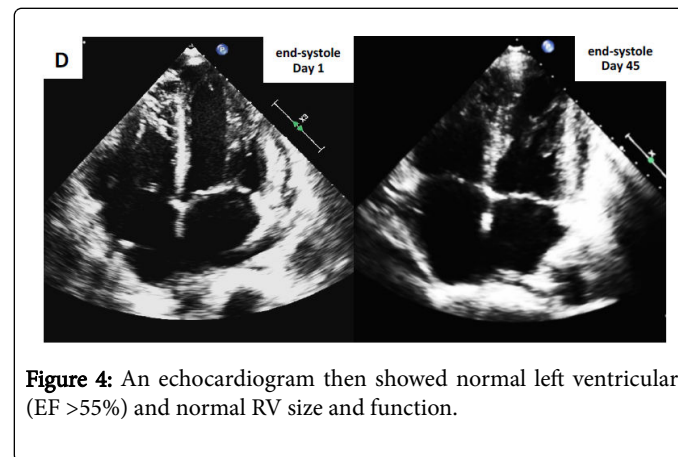 D
end-systole
Day 1
end-systole
Day 45
Figure 4: An echocardiogram then showed normal left ventricular
(EF >55%) and normal RV size and function.